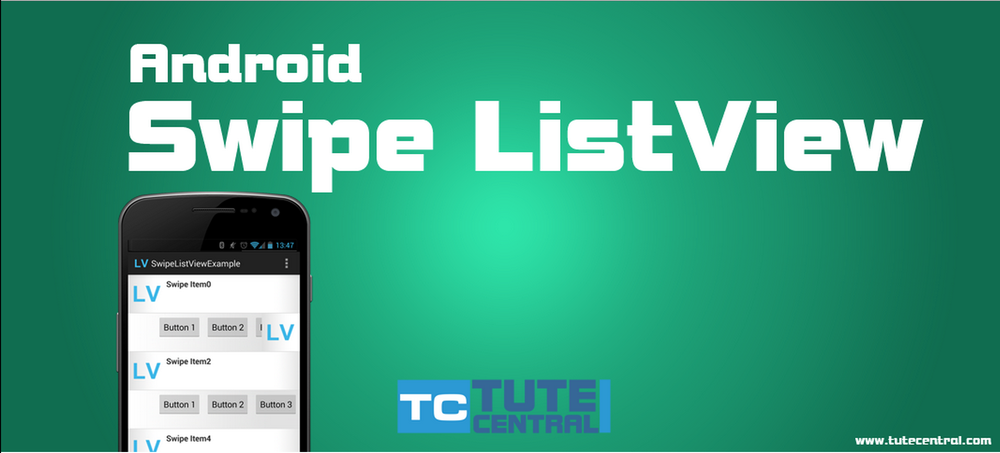 Android
Swipe ListView
13:47
LV SwipeListViewExample
LV Swipe Item0
Button 1 Button 2 LV
LV Swipe Item2
Button 1 Button 2 Button 3
LV Swipe Item4
TC TUTE
CENTRAL
www.tutecentral.com